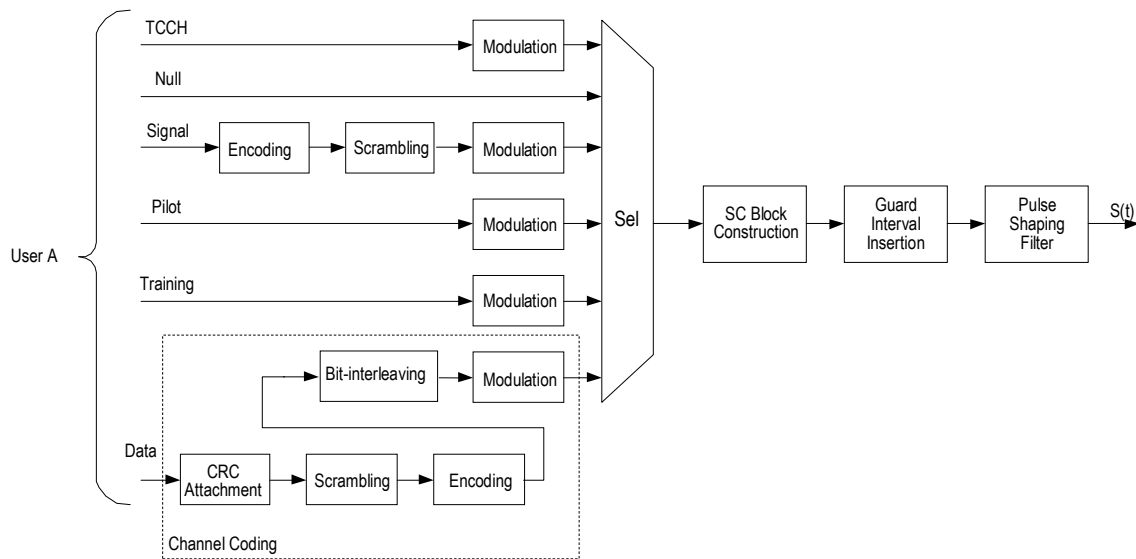 TCCH
Modulation
Null
Signal
Encoding
Scrambling
Modulation
Pilot
Modulation
User A
Training
Modulation
Sel
SC Block
Construction
Guard
Interval
Insertion
Pulse
Shaping
Filter
S(t)
Bit-interleaving
Modulation
Data
CRC
Attachment
Scrambling
Encoding
Channel Coding